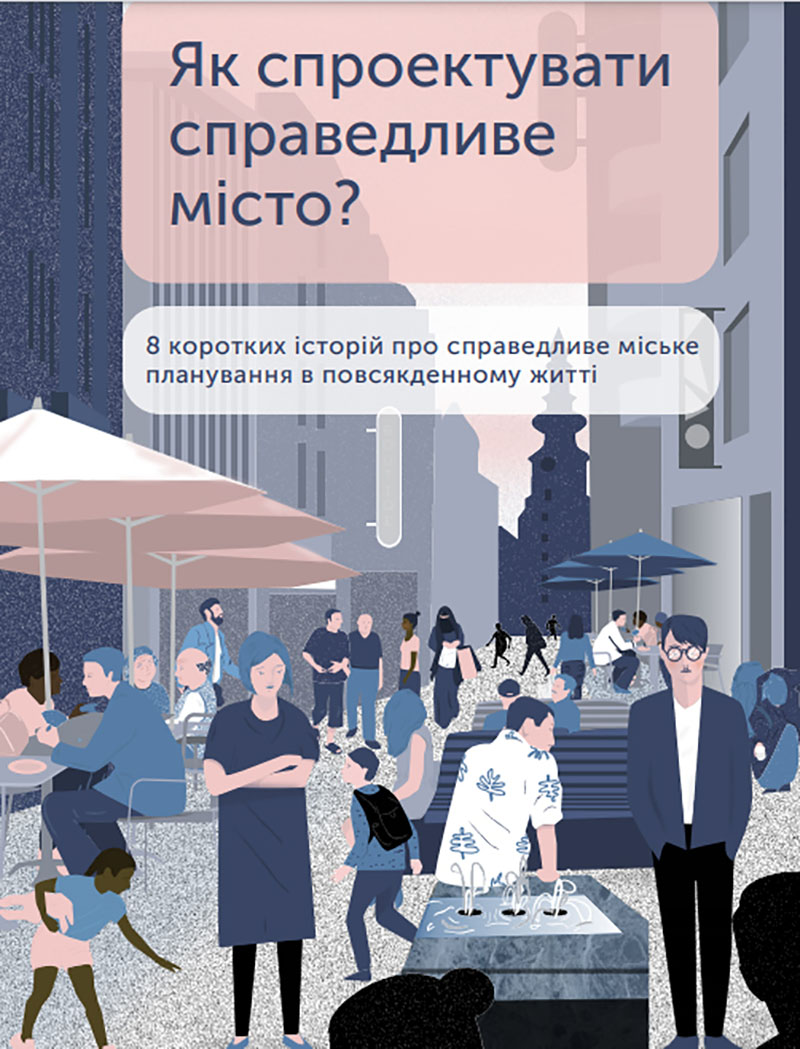 Як спроектувати
справедливе
місто?
8 коротких історій про справедливе міське
планування в повсякденному житті